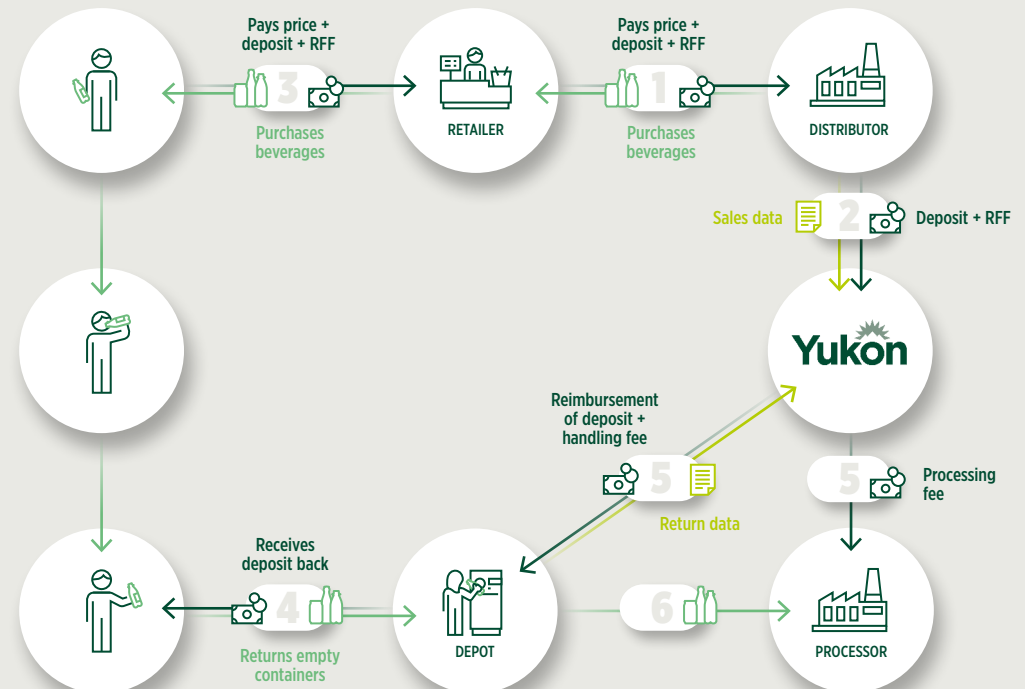 Pays price +
deposit + RFF
3
Purchases
beverages
RETAILER
Pays price +
deposit + RFF
1
Purchases
beverages
DISTRIBUTOR
Sales data
2
Deposit + RFF
Yukon
Reimbursement
of deposit +
handling fee
5
Return data
5
Processing
fee
Receives
deposit back
4
Returns empty
containers
DEPOT
6
PROCESSOR